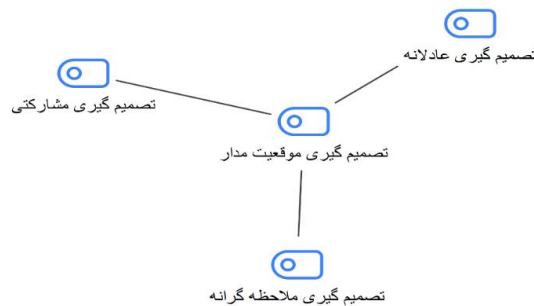 تصمیم گیری عادلانه
تصمیم گیری مشارکتی
تصمیم گیری موقعیت مدار
تصمیم گیری ملاحظه گرانه